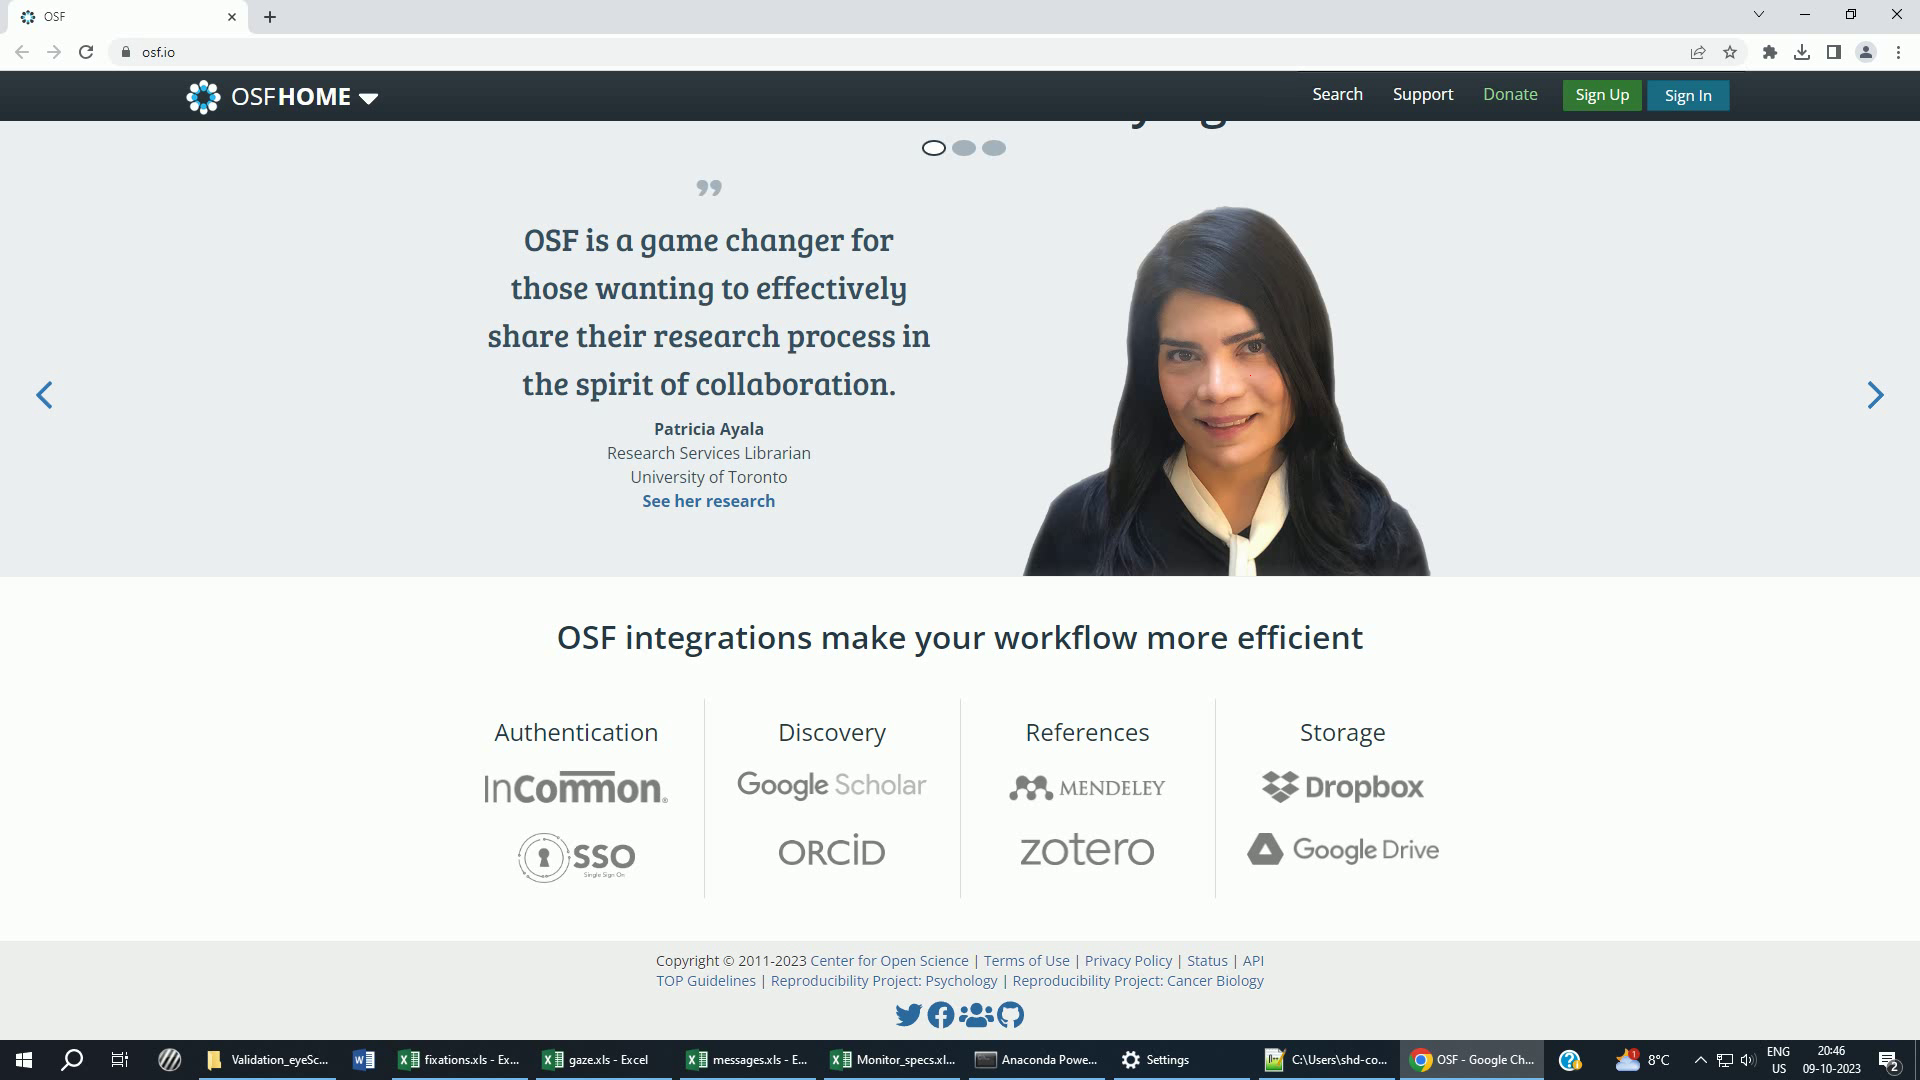 OSF
osf.io
OSFHOME
Search
Support
Donate
Sign Up
Sign In
”
OSF is a game changer for
those wanting to effectively
share their research process in
the spirit of collaboration.
Patricia Ayala
Research Services Librarian
University of Toronto
See her research
OSF integrations make your workflow more efficient
Authentication
InCommon®
SSO
Single Sign On
Discovery
Google Scholar
ORCID
References
MENDELEY
zotero
Storage
Dropbox
Google Drive
Copyright © 2011-2023 Center for Open Science | Terms of Use | Privacy Policy | Status | API
TOP Guidelines | Reproducibility Project: Psychology | Reproducibility Project: Cancer Biology
Validation_eyeSc...
fixations.xls - Ex...
gaze.xls - Excel
messages.xls - E...
Monitor_specs.xl...
Anaconda Powe...
Settings
C:\Users\shd-co...
OSF - Google Ch...
1
8°C
ENG
US
20:46
09-10-2023
2